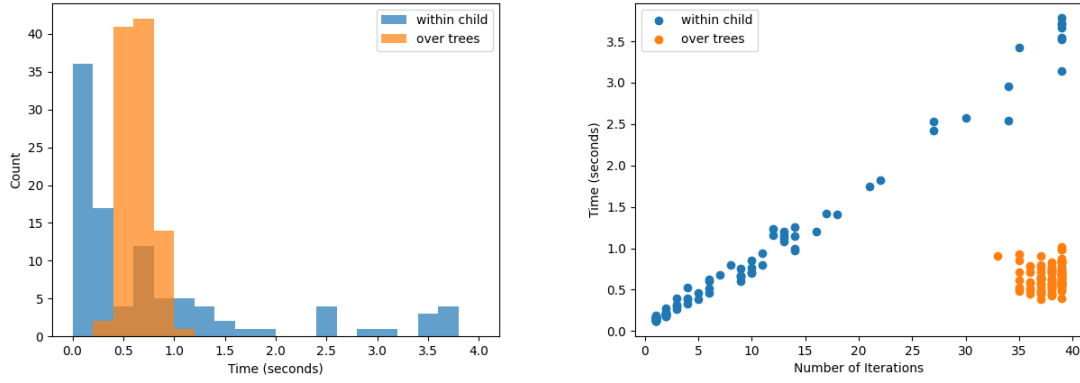 within child
over trees
40
35
30
25
20
15
10
5
0
Count
0.0 0.5 1.0 1.5 2.0 2.5 3.0 3.5 4.0
Time (seconds)
within child
over trees
3.5
3.0
2.5
2.0
1.5
1.0
0.5
0.0
Time (seconds)
0 5 10 15 20 25 30 35 40
Number of Iterations